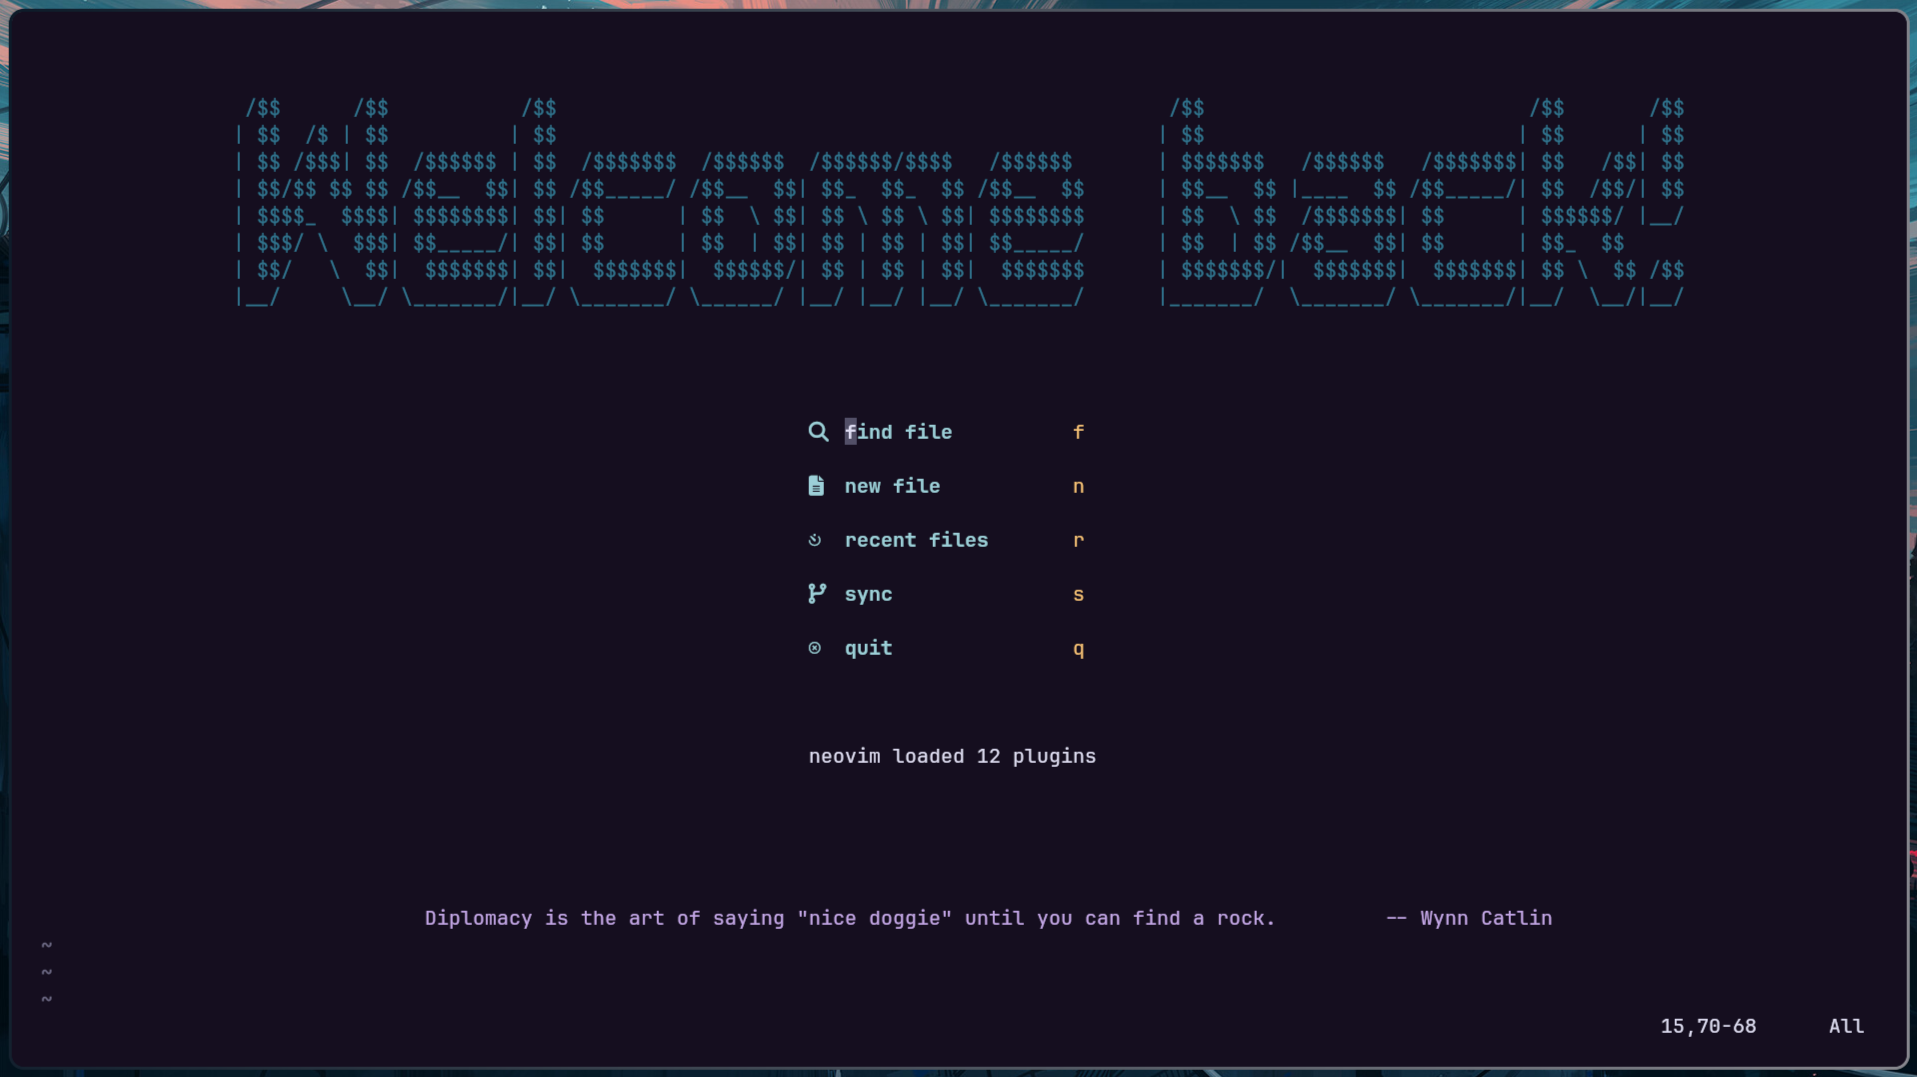 Welcome back!
find file f
new file n
recent files r
sync s
quit q
neovim loaded 12 plugins
Diplomacy is the art of saying "nice doggie" until you can find a rock. -- Wynn Catlin
~
~
~
15,70-68 All